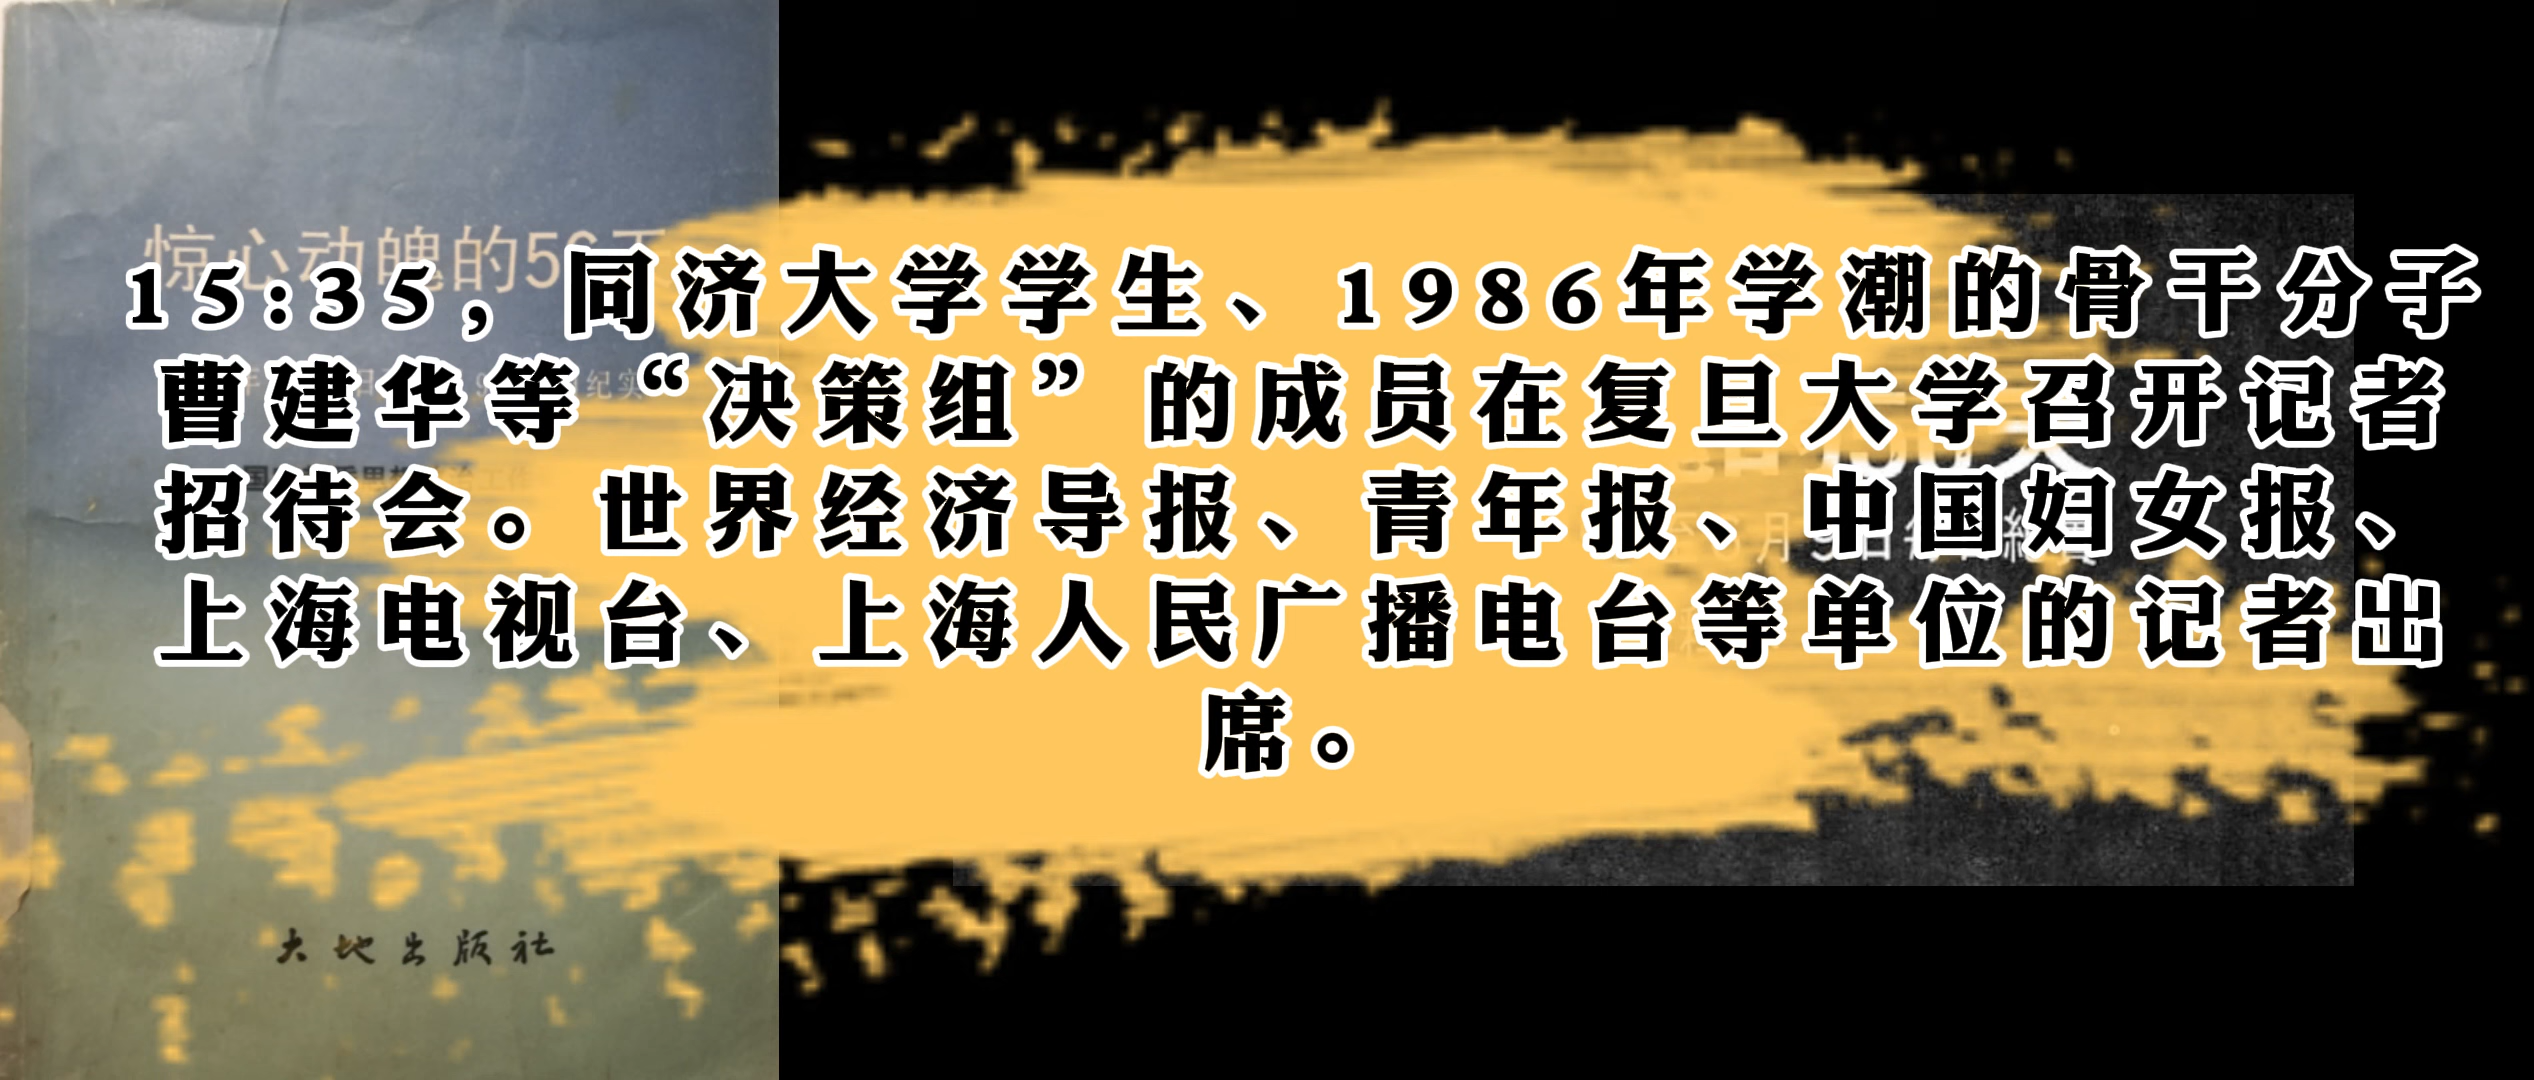 惊心动魄的56天
15:35，同济大学学生、1986年学潮的骨干分子
曹建华等“决策组”的成员在复旦大学召开记者
招待会。世界经济导报、青年报、中国妇女报、
上海电视台、上海人民广播电台等单位的记者出
席。
纪实
大地出版社